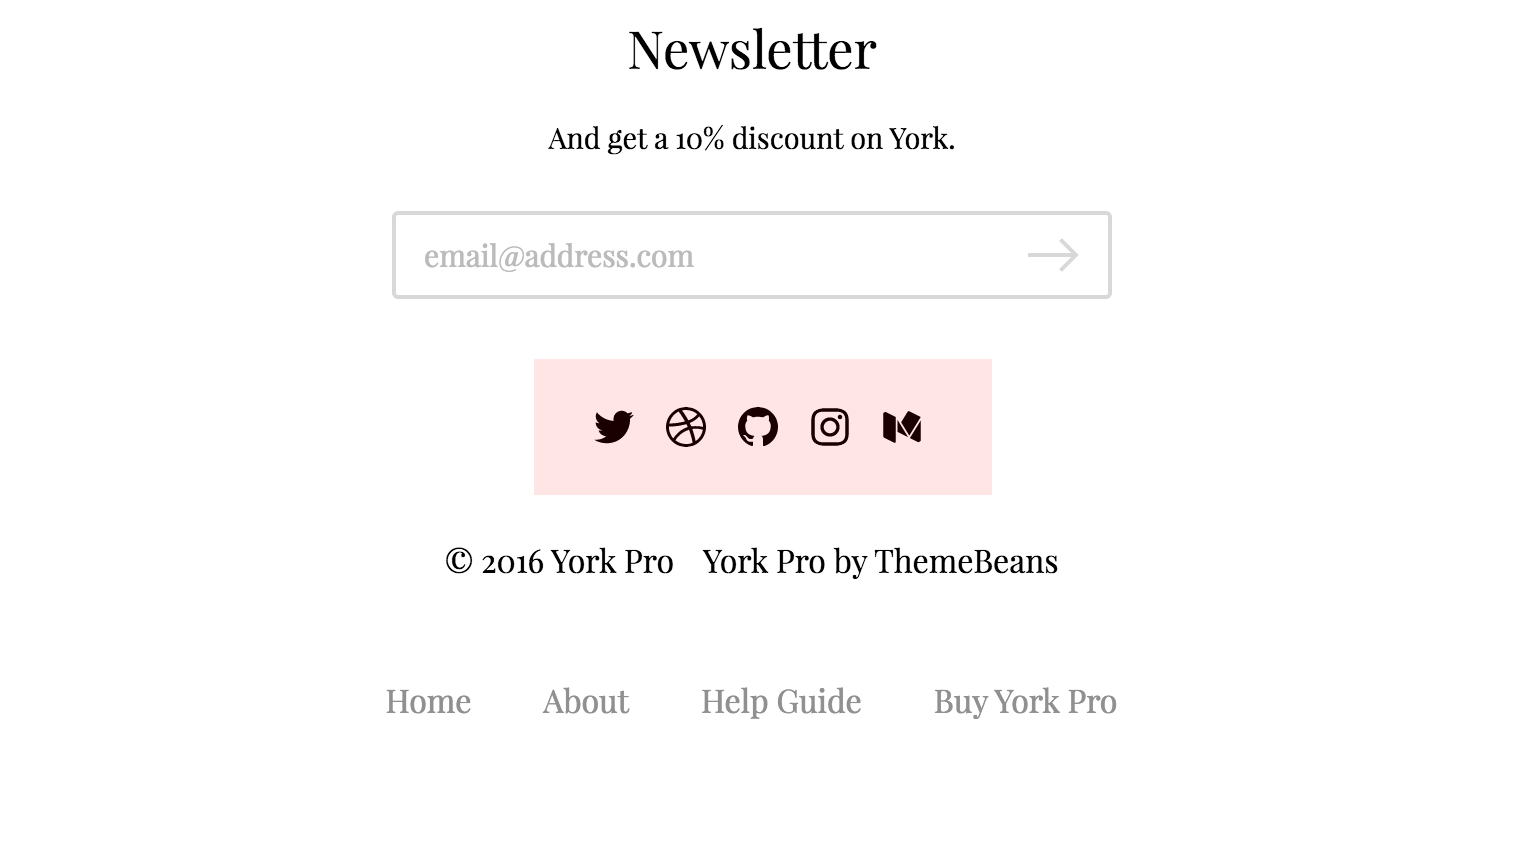 Newsletter
And get a 10% discount on York.
email@address.com
© 2016 York Pro York Pro by ThemeBeans
Home About Help Guide Buy York Pro